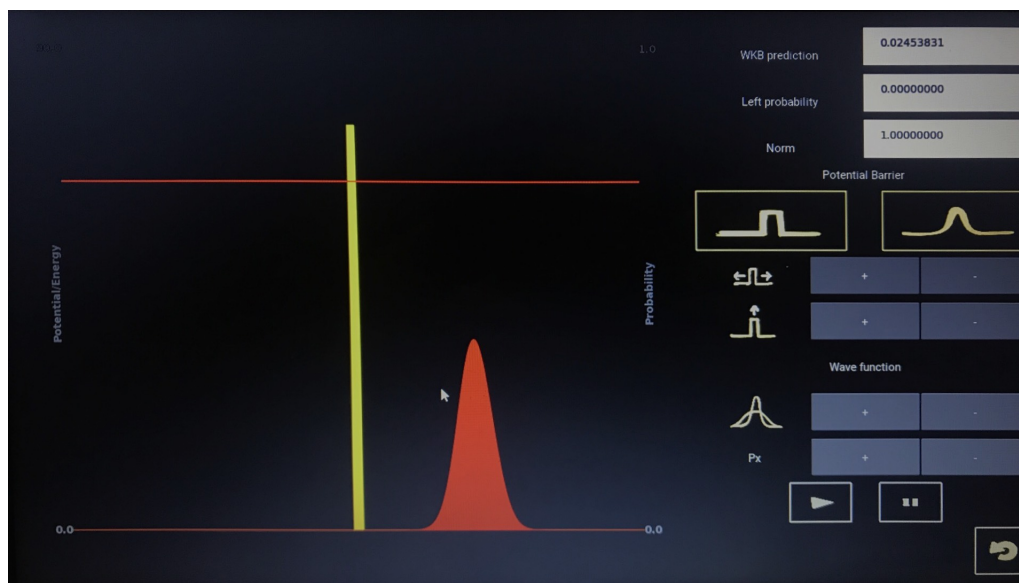 1.0
WKB prediction
0.02453831
Left probability
0.00000000
Norm
1.00000000
Potential Barrier
+ -
+ -
Potential/Energy
Probability
Wave function
+ -
Px
+ -
0.0
0.0